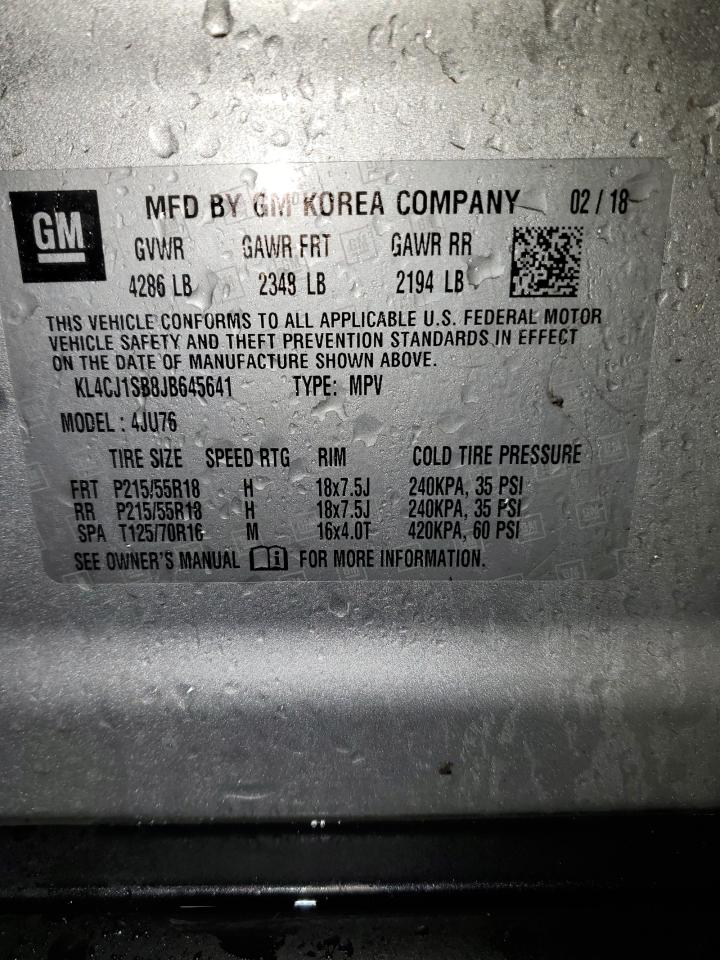 GM MFD BY GM KOREA COMPANY 02 / 18
GVWR GAWR FRT GAWR RR
4286 LB 2349 LB 2194 LB
THIS VEHICLE CONFORMS TO ALL APPLICABLE U.S. FEDERAL MOTOR
VEHICLE SAFETY AND THEFT PREVENTION STANDARDS IN EFFECT
ON THE DATE OF MANUFACTURE SHOWN ABOVE.
KL4CJ1SB8JB645641 TYPE: MPV
MODEL : 4JU76
TIRE SIZE SPEED RTG RIM COLD TIRE PRESSURE
FRT P215/55R18 H 18x7.5J 240KPA, 35 PSI
RR P215/55R18 H 18x7.5J 240KPA, 35 PSI
SPA T125/70R16 M 16x4.0T 420KPA, 60 PSI
SEE OWNER'S MANUAL i FOR MORE INFORMATION.